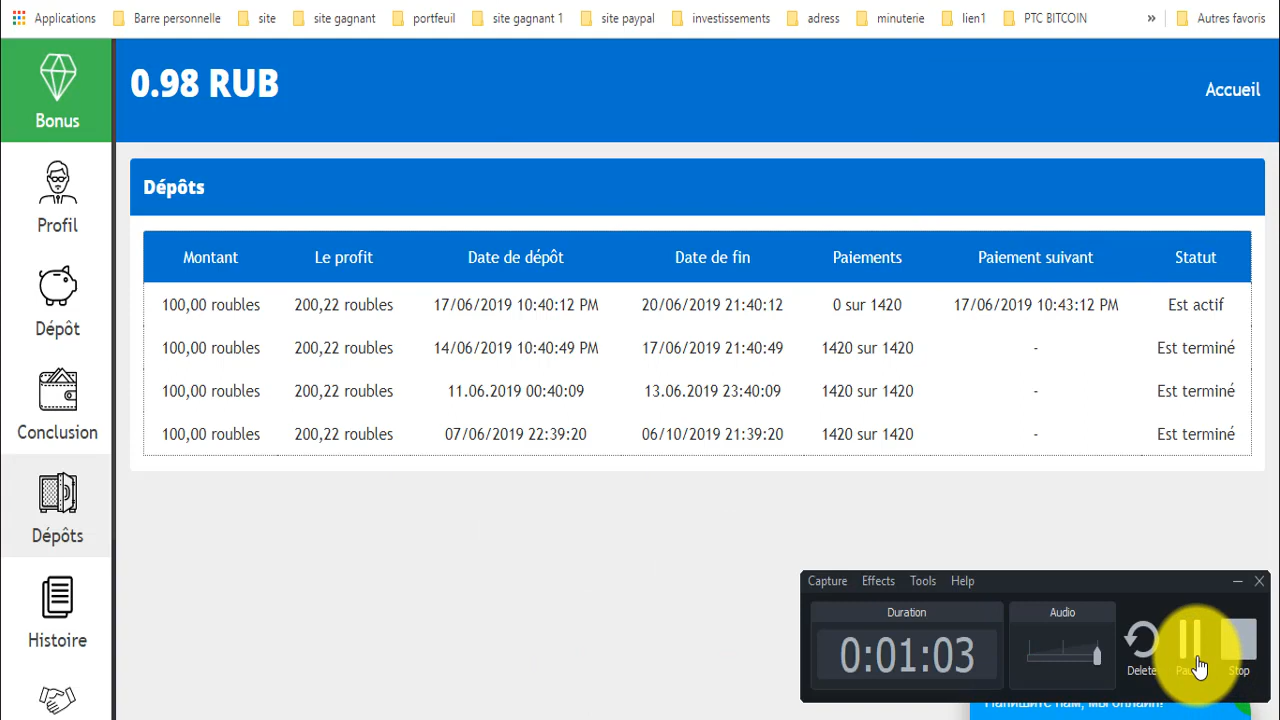 Applications Barre personnelle site site gagnant portfeuil site gagnant 1 site paypal investissements adress minuterie lien1 PTC BITCOIN » Autres favoris
0.98 RUB
Accueil
Bonus
Profil
Dépôt
Conclusion
Dépôts
Histoire
Dépôts
Montant Le profit Date de dépôt Date de fin Paiements Paiement suivant Statut
100,00 roubles 200,22 roubles 17/06/2019 10:40:12 PM 20/06/2019 21:40:12 0 sur 1420 17/06/2019 10:43:12 PM Est actif
100,00 roubles 200,22 roubles 14/06/2019 10:40:49 PM 17/06/2019 21:40:49 1420 sur 1420 - Est terminé
100,00 roubles 200,22 roubles 11.06.2019 00:40:09 13.06.2019 23:40:09 1420 sur 1420 - Est terminé
100,00 roubles 200,22 roubles 07/06/2019 22:39:20 06/10/2019 21:39:20 1420 sur 1420 - Est terminé
Capture Effects Tools Help
Duration Audio
0:01:03
Delete Pause Stop
Напишите нам, мы онлайн!